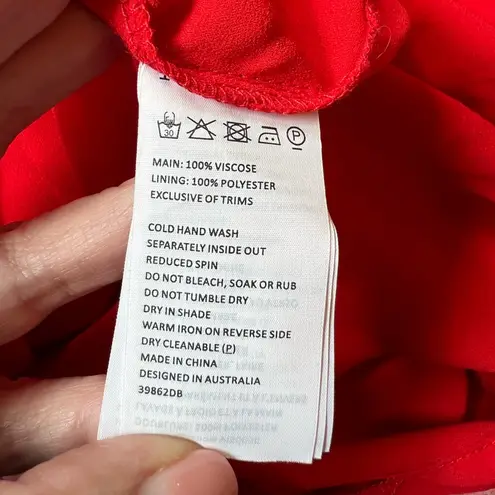 30 P
MAIN: 100% VISCOSE
LINING: 100% POLYESTER
EXCLUSIVE OF TRIMS
COLD HAND WASH
SEPARATELY INSIDE OUT
REDUCED SPIN
DO NOT BLEACH, SOAK OR RUB
DO NOT TUMBLE DRY
DRY IN SHADE
WARM IRON ON REVERSE SIDE
DRY CLEANABLE (P)
MADE IN CHINA
DESIGNED IN AUSTRALIA
39862DB